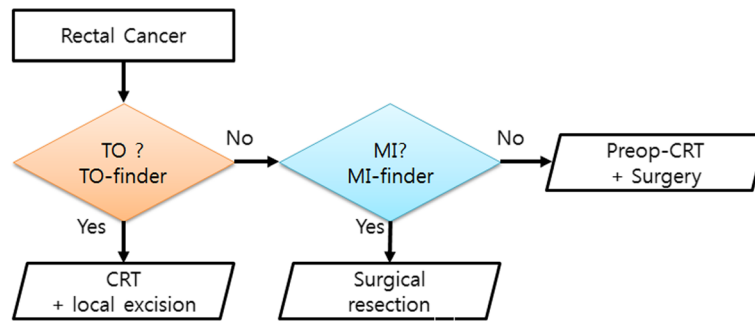 Rectal Cancer
TO ?
TO-finder
No
MI?
MI-finder
No
Preop-CRT
+ Surgery
Yes
Yes
CRT
+ local excision
Surgical
resection